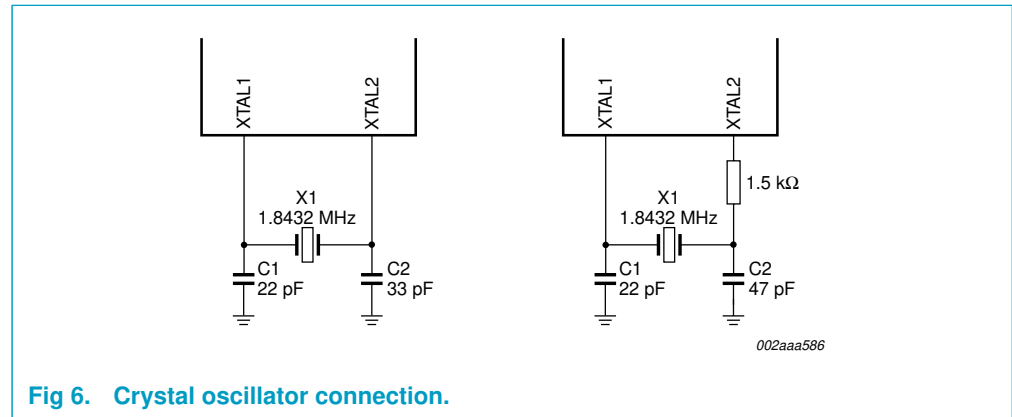 XTAL1
XTAL2
X1
1.8432 MHz
C1
22 pF
C2
33 pF
XTAL1
XTAL2
1.5 kΩ
X1
1.8432 MHz
C1
22 pF
C2
47 pF
002aaa586
Fig 6. Crystal oscillator connection.